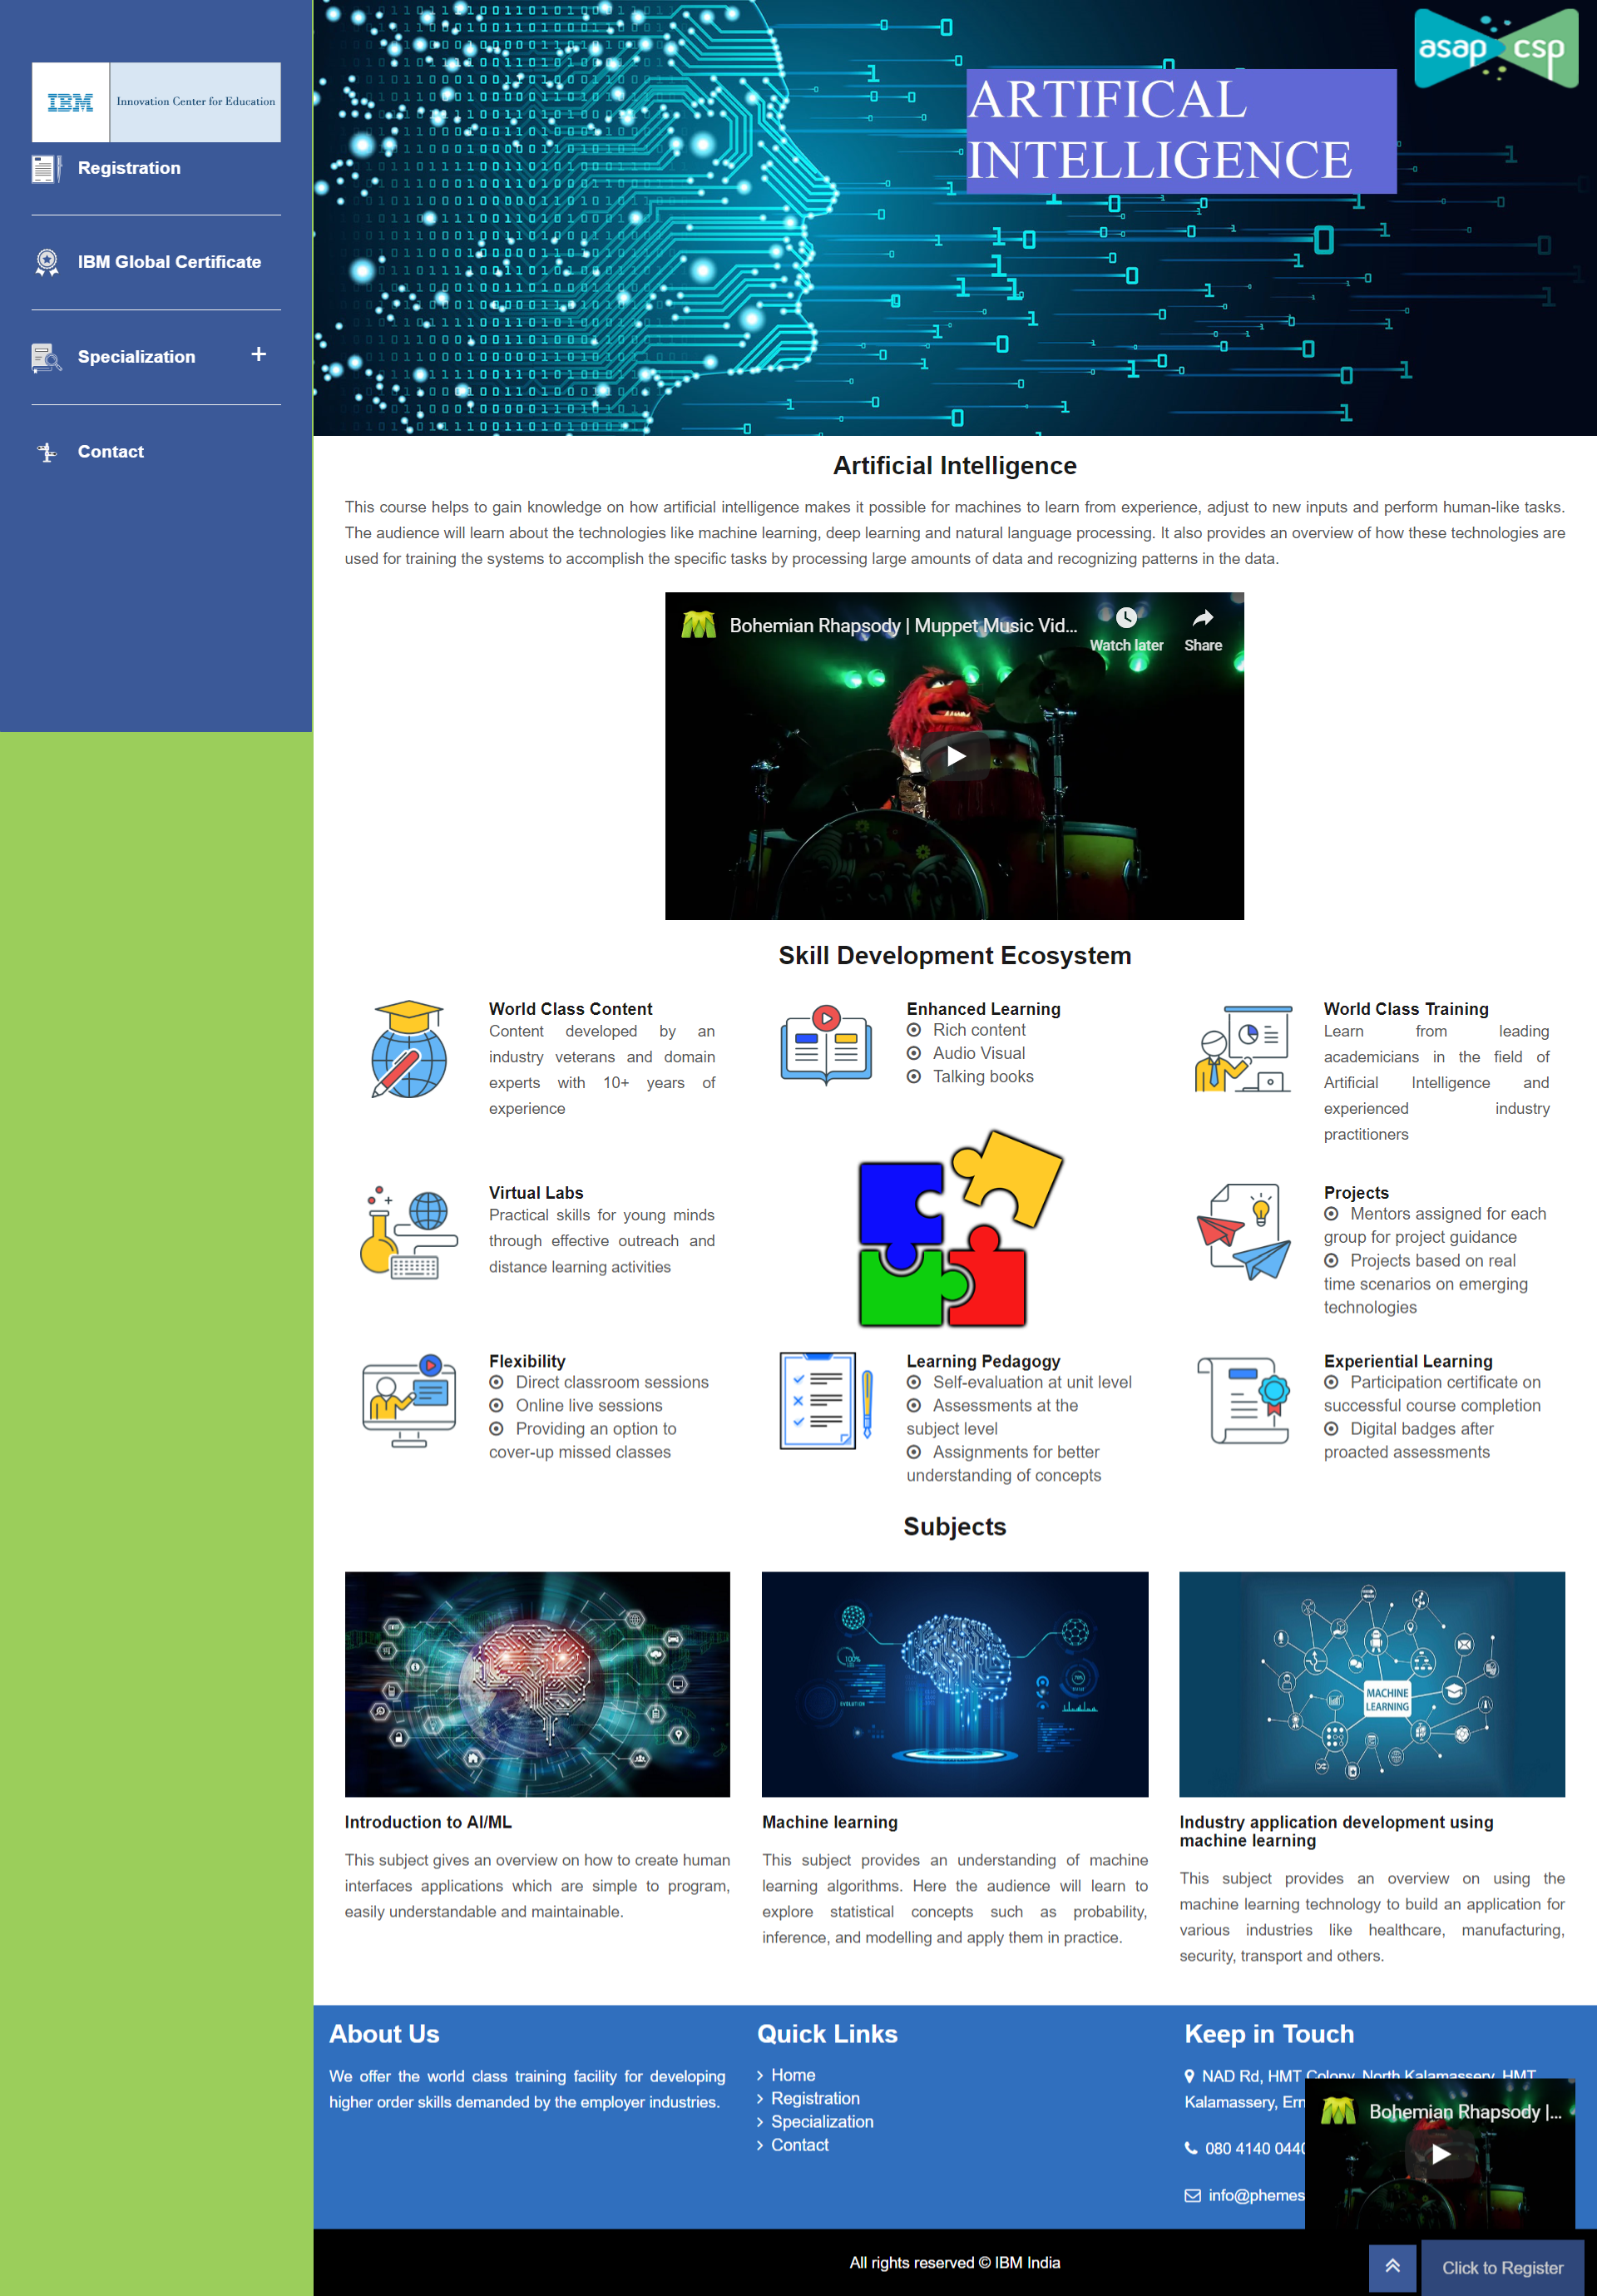 IBM
Innovation Center for Education
Registration
IBM Global Certificate
Specialization
+
Contact
asap csp
ARTIFICAL
INTELLIGENCE
Artificial Intelligence
This course helps to gain knowledge on how artificial intelligence makes it possible for machines to learn from experience, adjust to new inputs and perform human-like tasks.
The audience will learn about the technologies like machine learning, deep learning and natural language processing. It also provides an overview of how these technologies are
used for training the systems to accomplish the specific tasks by processing large amounts of data and recognizing patterns in the data.
Bohemian Rhapsody | Muppet Music Vid...
Watch later
Share
Skill Development Ecosystem
World Class Content
Content developed by an
industry veterans and domain
experts with 10+ years of
experience
Enhanced Learning
Rich content
Audio Visual
Talking books
World Class Training
Learn from leading
academicians in the field of
Artificial Intelligence and
experienced industry
practitioners
Virtual Labs
Practical skills for young minds
through effective outreach and
distance learning activities
Projects
Mentors assigned for each
group for project guidance
Projects based on real
time scenarios on emerging
technologies
Flexibility
Direct classroom sessions
Online live sessions
Providing an option to
cover-up missed classes
Learning Pedagogy
Self-evaluation at unit level
Assessments at the
subject level
Assignments for better
understanding of concepts
Experiential Learning
Participation certificate on
successful course completion
Digital badges after
proacted assessments
Subjects
100%
EVOLUTION
MACHINE
LEARNING
Introduction to AI/ML
This subject gives an overview on how to create human
interfaces applications which are simple to program,
easily understandable and maintainable.
Machine learning
This subject provides an understanding of machine
learning algorithms. Here the audience will learn to
explore statistical concepts such as probability,
inference, and modelling and apply them in practice.
Industry application development using
machine learning
This subject provides an overview on using the
machine learning technology to build an application for
various industries like healthcare, manufacturing,
security, transport and others.
About Us
We offer the world class training facility for developing
higher order skills demanded by the employer industries.
Quick Links
Home
Registration
Specialization
Contact
Keep in Touch
NAD Rd, HMT Colony, North Kalamassery, HMT
Kalamassery, Ern
080 4140 0440
info@phemes
Bohemian Rhapsody |...
All rights reserved © IBM India
Click to Register